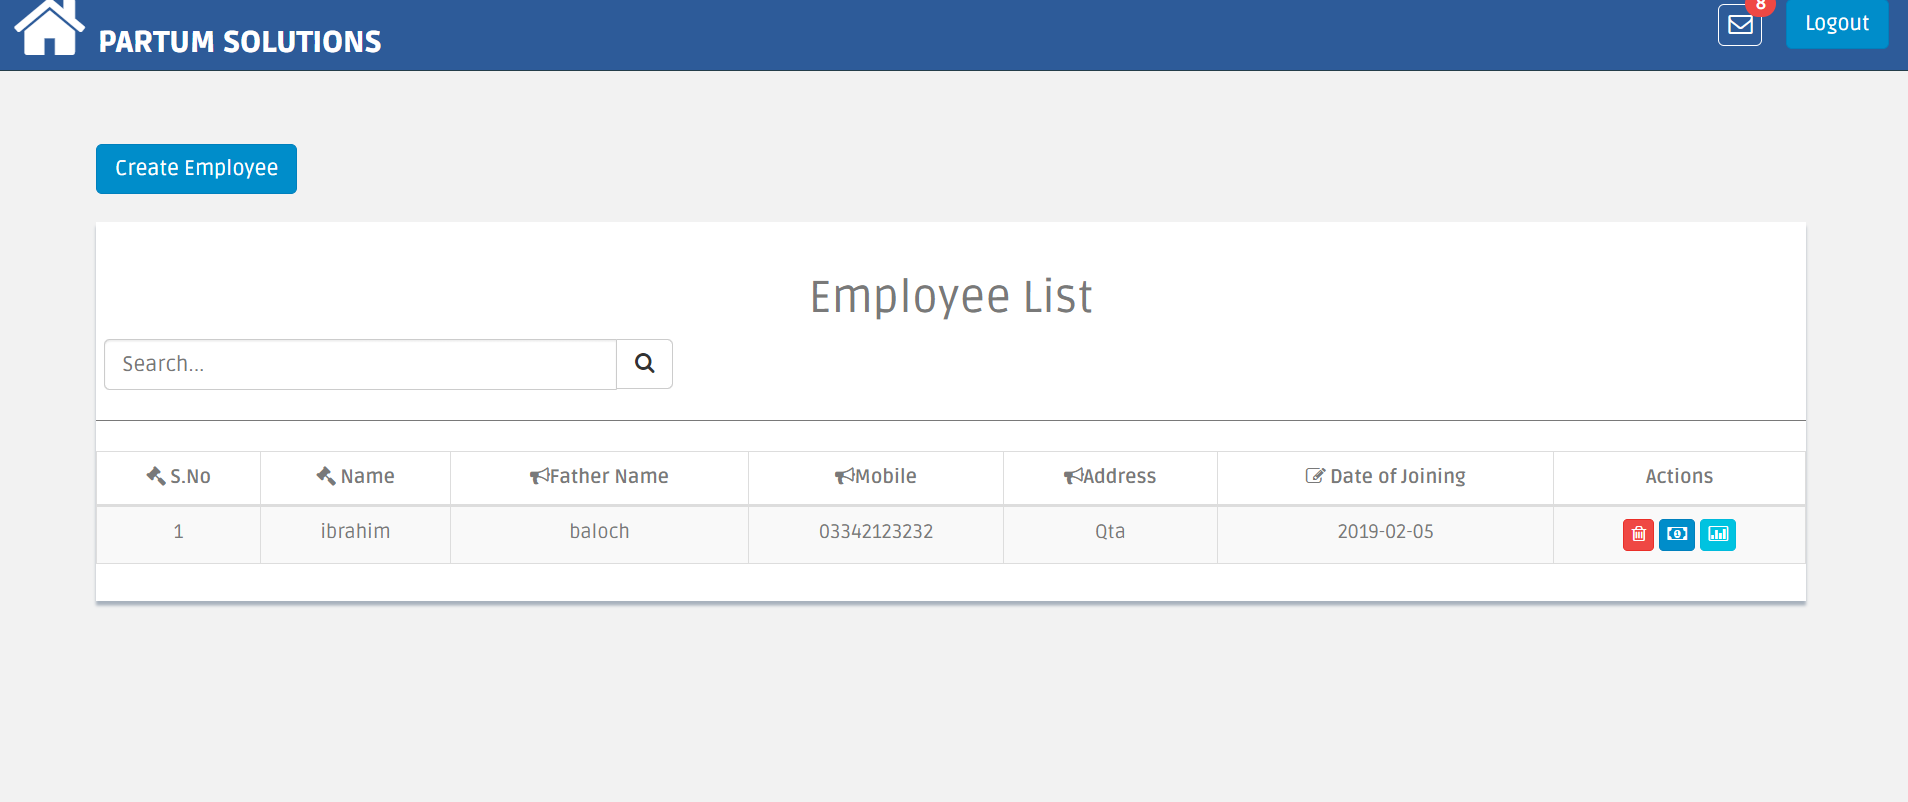 PARTUM SOLUTIONS
8
Logout
Create Employee
Employee List
Search...
S.No Name Father Name Mobile Address Date of Joining Actions
1 ibrahim baloch 03342123232 Qta 2019-02-05